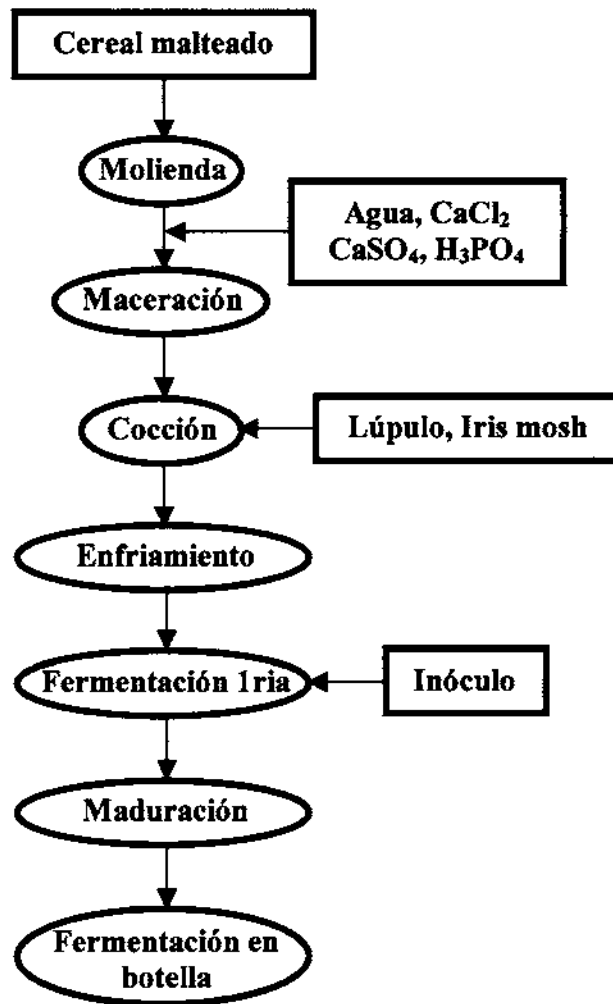 Cereal malteado
Molienda
Agua, CaCl₂
CaSO₄, H₃PO₄
Maceración
Cocción
Lúpulo, Iris mosh
Enfriamiento
Fermentación 1ria
Inóculo
Maduración
Fermentación en
botella